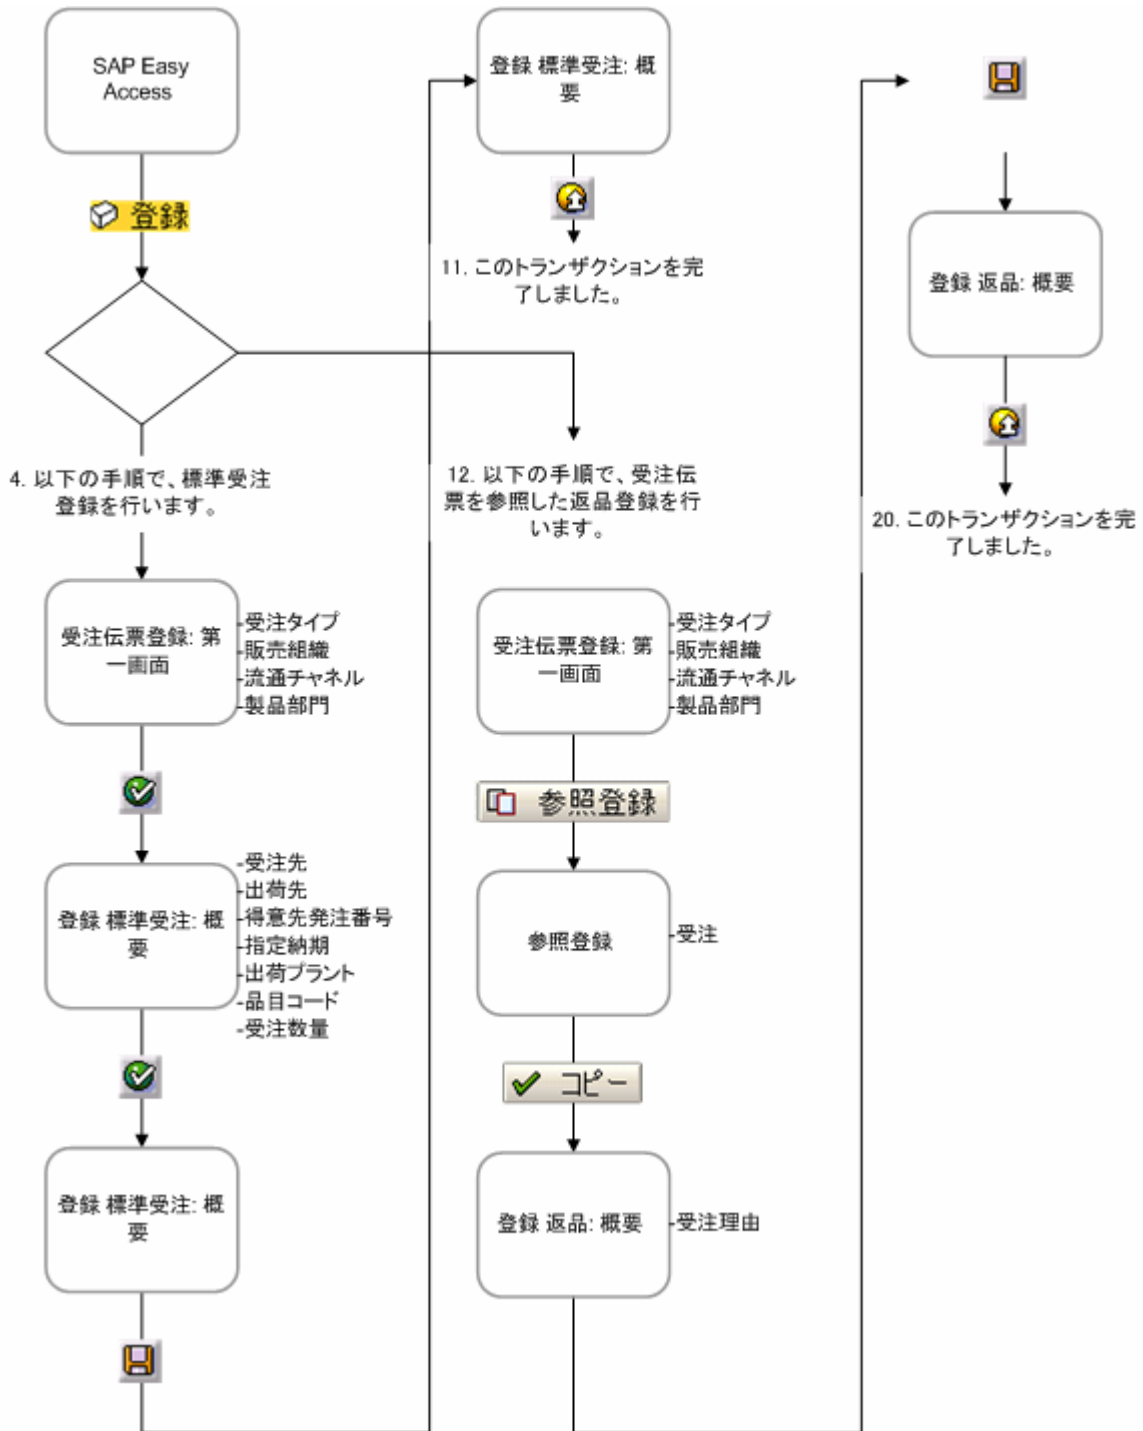 SAP Easy
Access
登録
4. 以下の手順で、標準受注
登録を行います。
受注伝票登録: 第
一画面
-受注タイプ
-販売組織
-流通チャネル
-製品部門
登録 標準受注: 概
要
-受注先
-出荷先
-得意先発注番号
-指定納期
-出荷プラント
-品目コード
-受注数量
登録 標準受注: 概
要
登録 標準受注: 概
要
11. このトランザクションを完
了しました。
12. 以下の手順で、受注伝
票を参照した返品登録を行
います。
受注伝票登録: 第
一画面
-受注タイプ
-販売組織
-流通チャネル
-製品部門
参照登録
参照登録
-受注
コピー
登録 返品: 概要
-受注理由
登録 返品: 概要
20. このトランザクションを完
了しました。